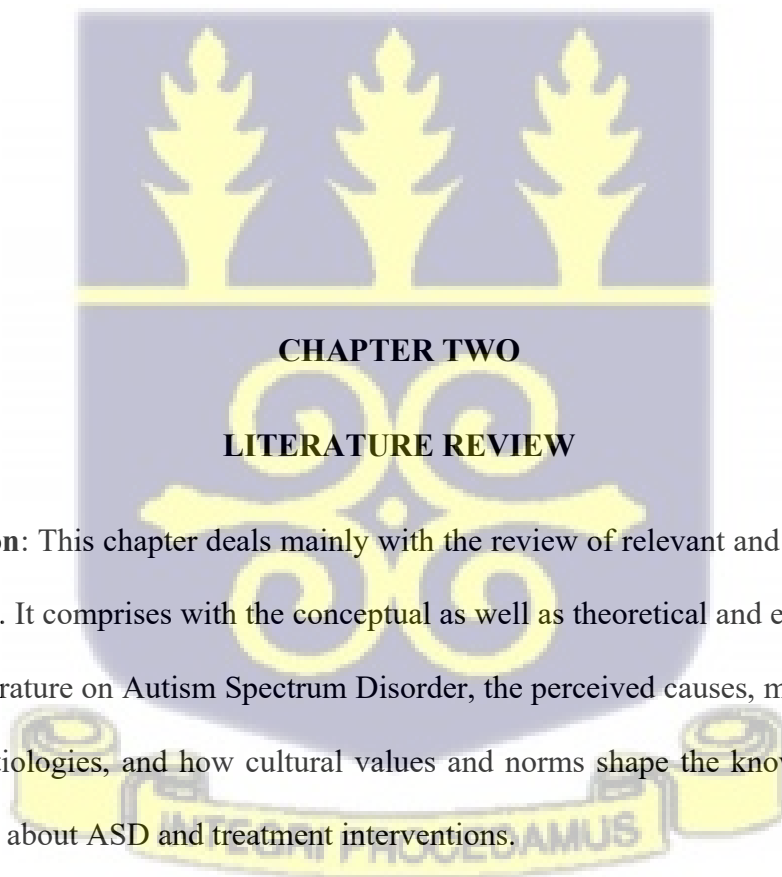 CHAPTER TWO
LITERATURE REVIEW
on: This chapter deals mainly with the review of relevant and
. It comprises with the conceptual as well as theoretical and e
rature on Autism Spectrum Disorder, the perceived causes, m
tiologies, and how cultural values and norms shape the know
about ASD and treatment interventions.
INTEGRI PROCEDAMUS